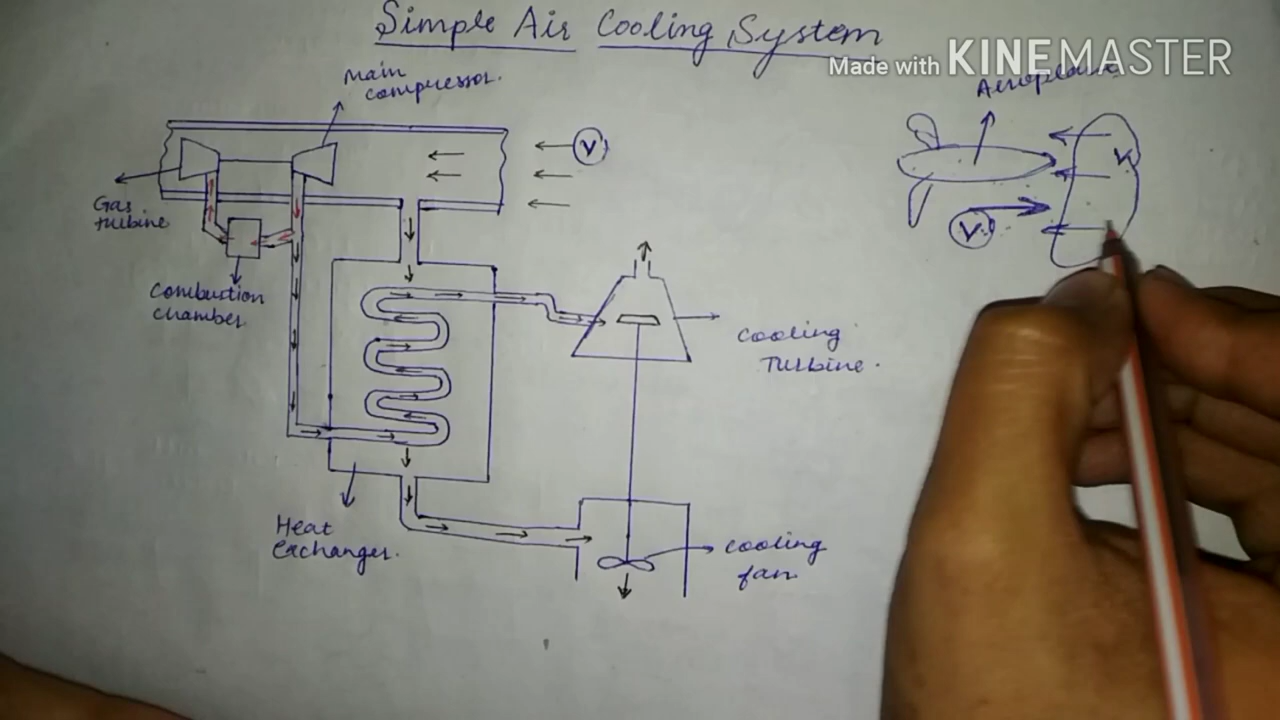 Simple Air Cooling System
Made with KINEMASTER
Main
compressor.
Aeroplane
V
V
Gas
turbine
V
Combustion
chamber
Cooling
Turbine.
Heat
exchanger.
cooling
fan